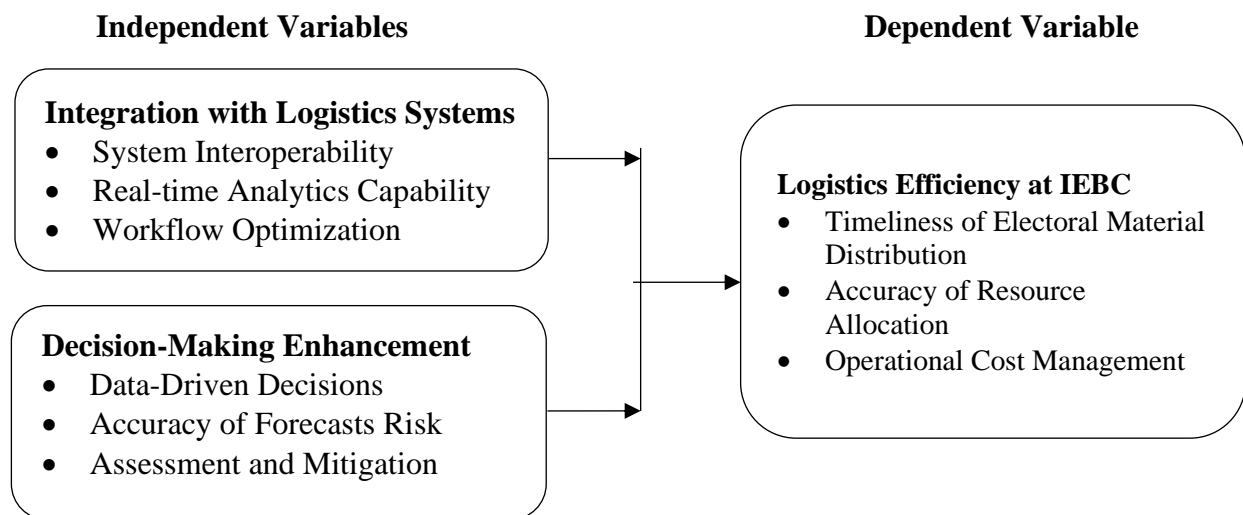 Independent Variables
Dependent Variable
Integration with Logistics Systems
• System Interoperability
• Real-time Analytics Capability
• Workflow Optimization
Decision-Making Enhancement
• Data-Driven Decisions
• Accuracy of Forecasts Risk
• Assessment and Mitigation
Logistics Efficiency at IEBC
• Timeliness of Electoral Material
Distribution
• Accuracy of Resource
Allocation
• Operational Cost Management